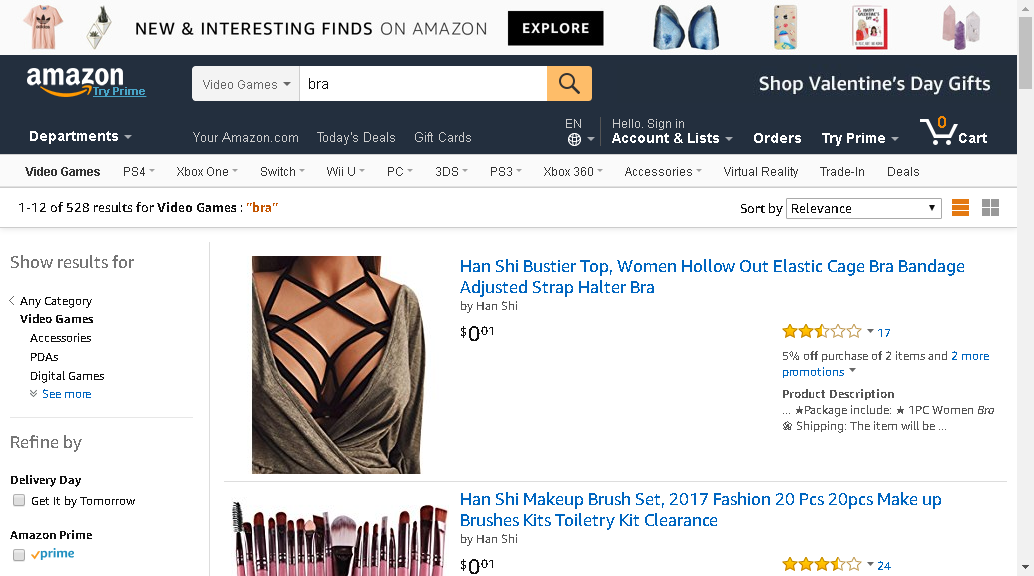 NEW & INTERESTING FINDS ON AMAZON EXPLORE
amazon
Try Prime
Video Games
bra
Shop Valentine's Day Gifts
Departments
Your Amazon.com Today's Deals Gift Cards
EN
Hello. Sign in
Account & Lists
Orders
Try Prime
0
Cart
Video Games PS4 Xbox One Switch Wii U PC 3DS PS3 Xbox 360 Accessories Virtual Reality Trade-In Deals
1-12 of 528 results for Video Games : "bra"
Sort by Relevance
Show results for
Any Category
Video Games
Accessories
PDAs
Digital Games
See more
Refine by
Delivery Day
Get It by Tomorrow
Amazon Prime
prime
Han Shi Bustier Top, Women Hollow Out Elastic Cage Bra Bandage
Adjusted Strap Halter Bra
by Han Shi
$0.01
17
5% off purchase of 2 items and 2 more
promotions
Product Description
... ★Package include: ★ 1PC Women Bra
❀ Shipping: The item will be ...
Han Shi Makeup Brush Set, 2017 Fashion 20 Pcs 20pcs Make up
Brushes Kits Toiletry Kit Clearance
by Han Shi
$0.01
24